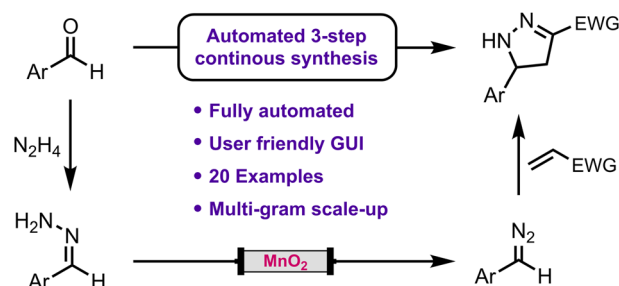 O
Ar H
Automated 3-step
continous synthesis
N
HN
EWG
Ar
• Fully automated
• User friendly GUI
• 20 Examples
• Multi-gram scale-up
N₂H₄
EWG
H₂N
N
Ar H
MnO₂
N₂
Ar H